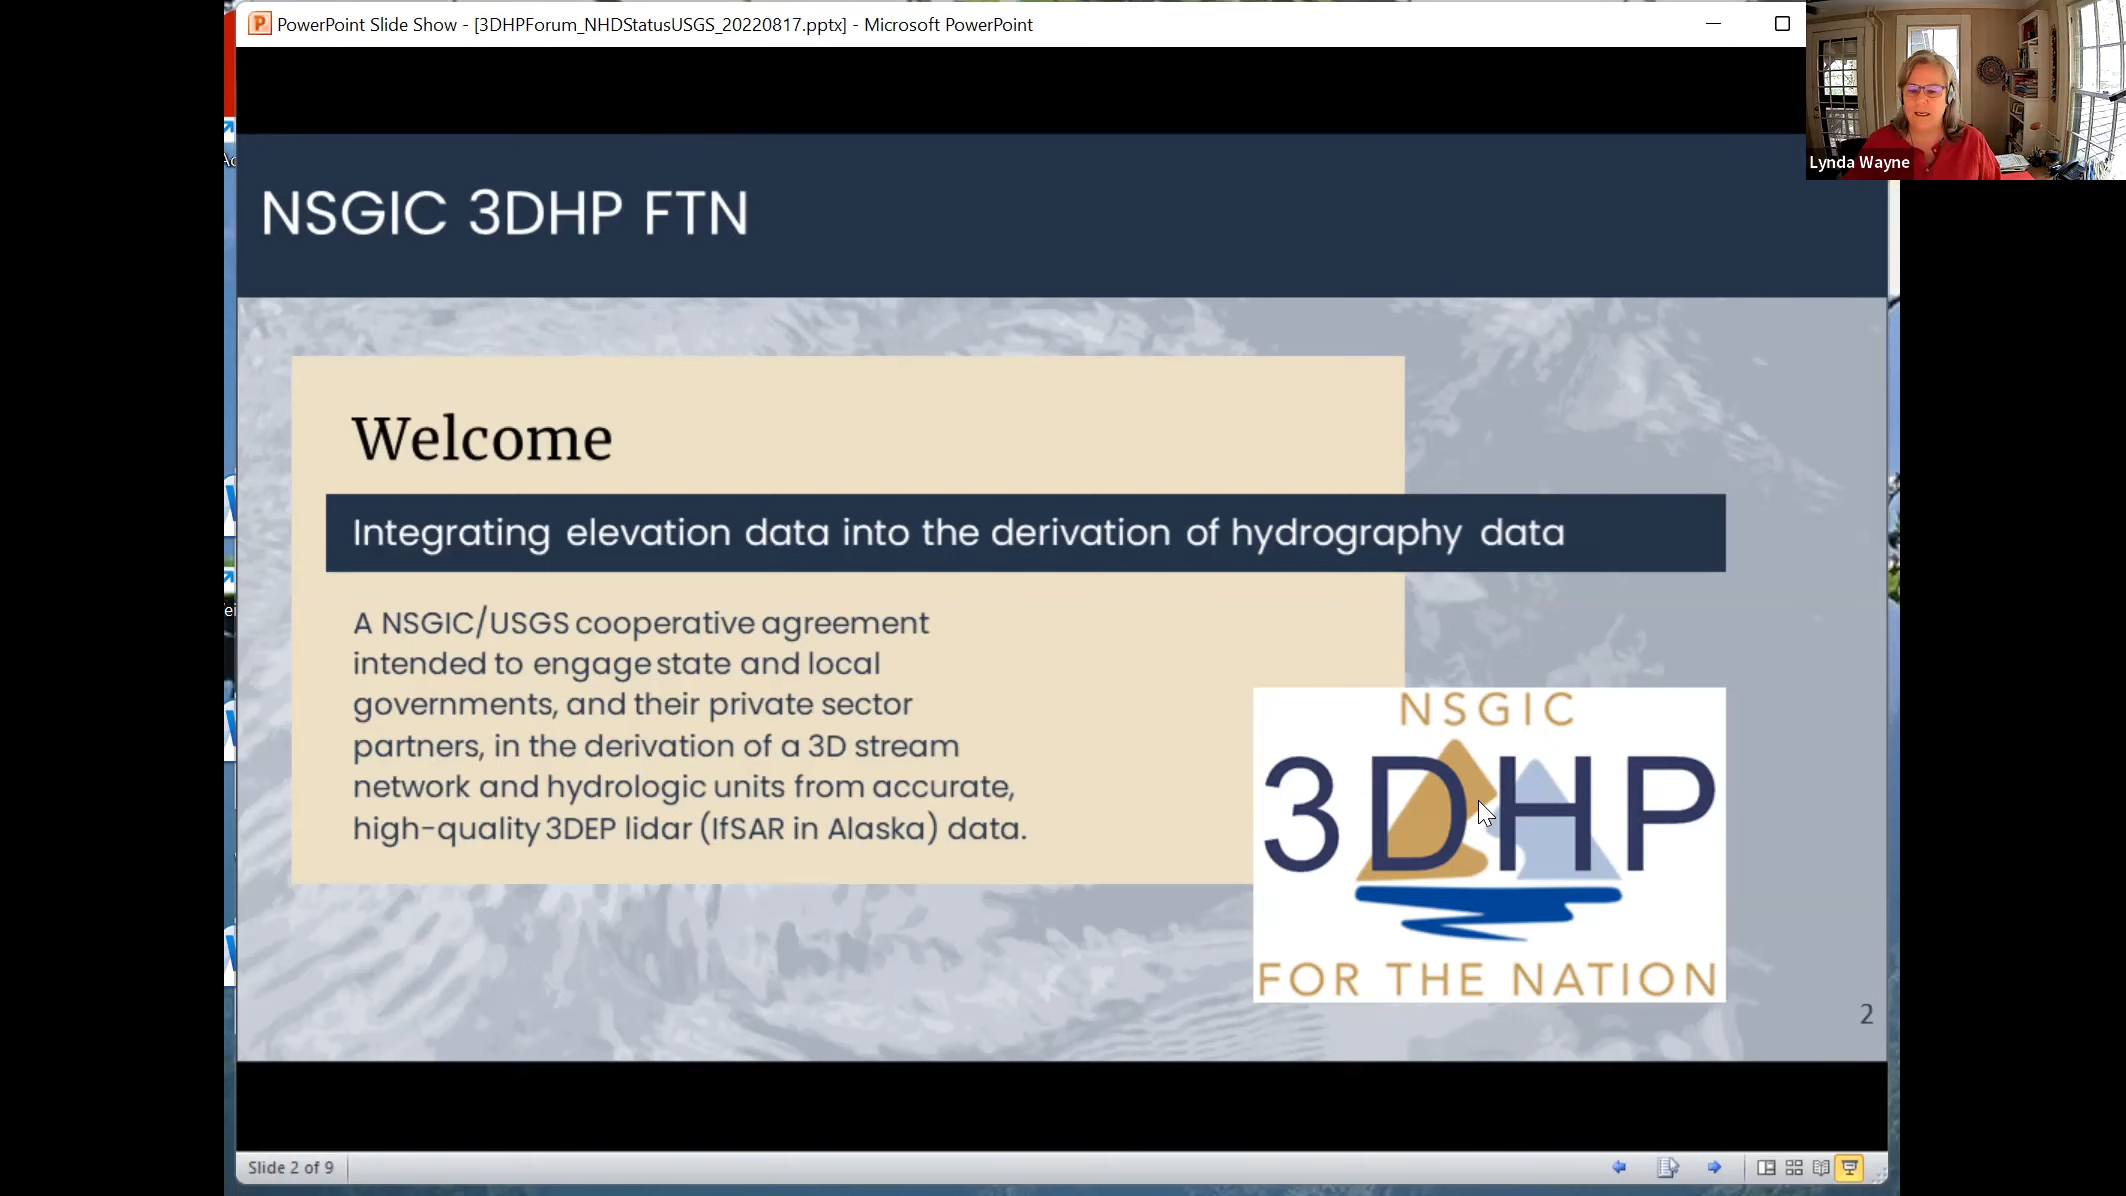 PowerPoint Slide Show - [3DHPForum_NHDStatusUSGS_20220817.pptx] - Microsoft PowerPoint
Lynda Wayne
NSGIC 3DHP FTN
Welcome
Integrating elevation data into the derivation of hydrography data
A NSGIC/USGS cooperative agreement
intended to engage state and local
governments, and their private sector
partners, in the derivation of a 3D stream
network and hydrologic units from accurate,
high-quality 3DEP lidar (IfSAR in Alaska) data.
NSGIC
3DHP
FOR THE NATION
2
Slide 2 of 9